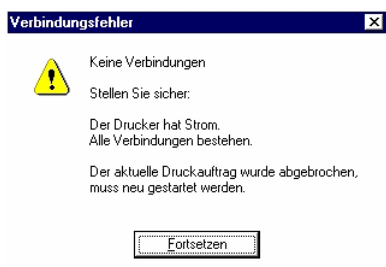 Verbindungsfehler
Keine Verbindungen
Stellen Sie sicher:
Der Drucker hat Strom.
Alle Verbindungen bestehen.
Der aktuelle Druckauftrag wurde abgebrochen,
muss neu gestartet werden.
Fortsetzen